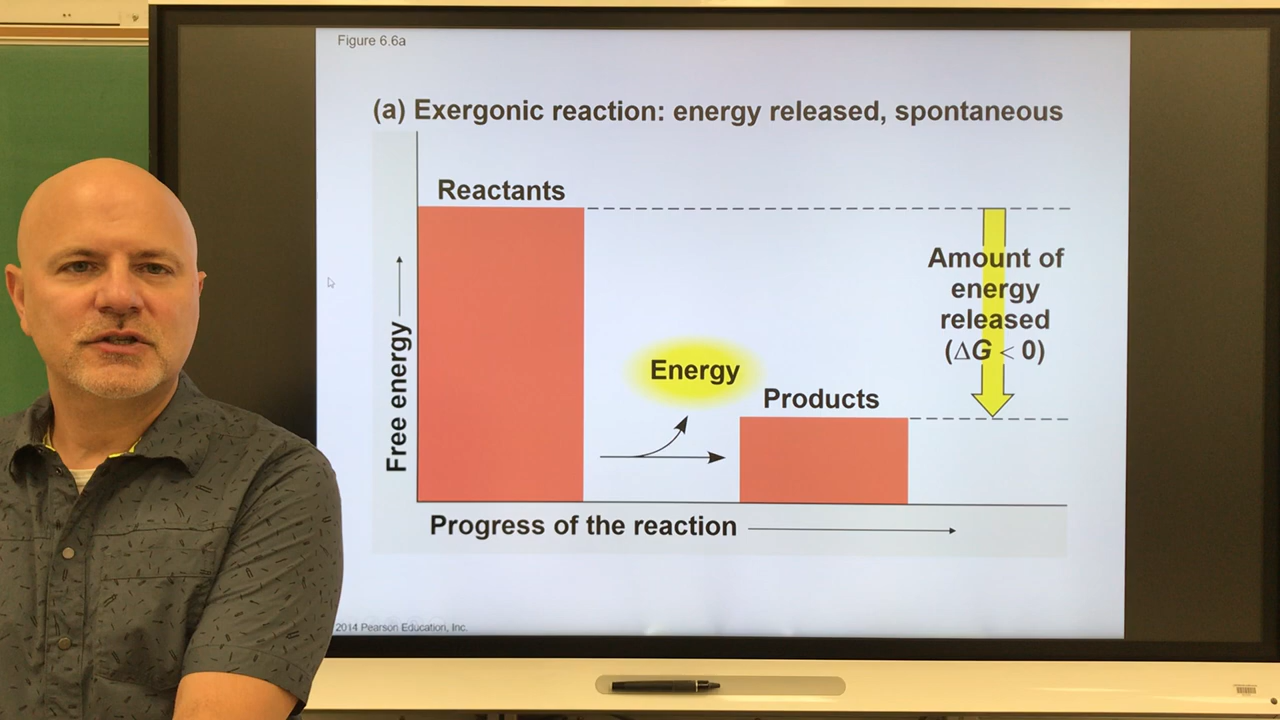 Figure 6.6a
(a) Exergonic reaction: energy released, spontaneous
Reactants
Amount of
energy
released
(ΔG < 0)
Free energy
Energy
Products
Progress of the reaction
2014 Pearson Education, Inc.